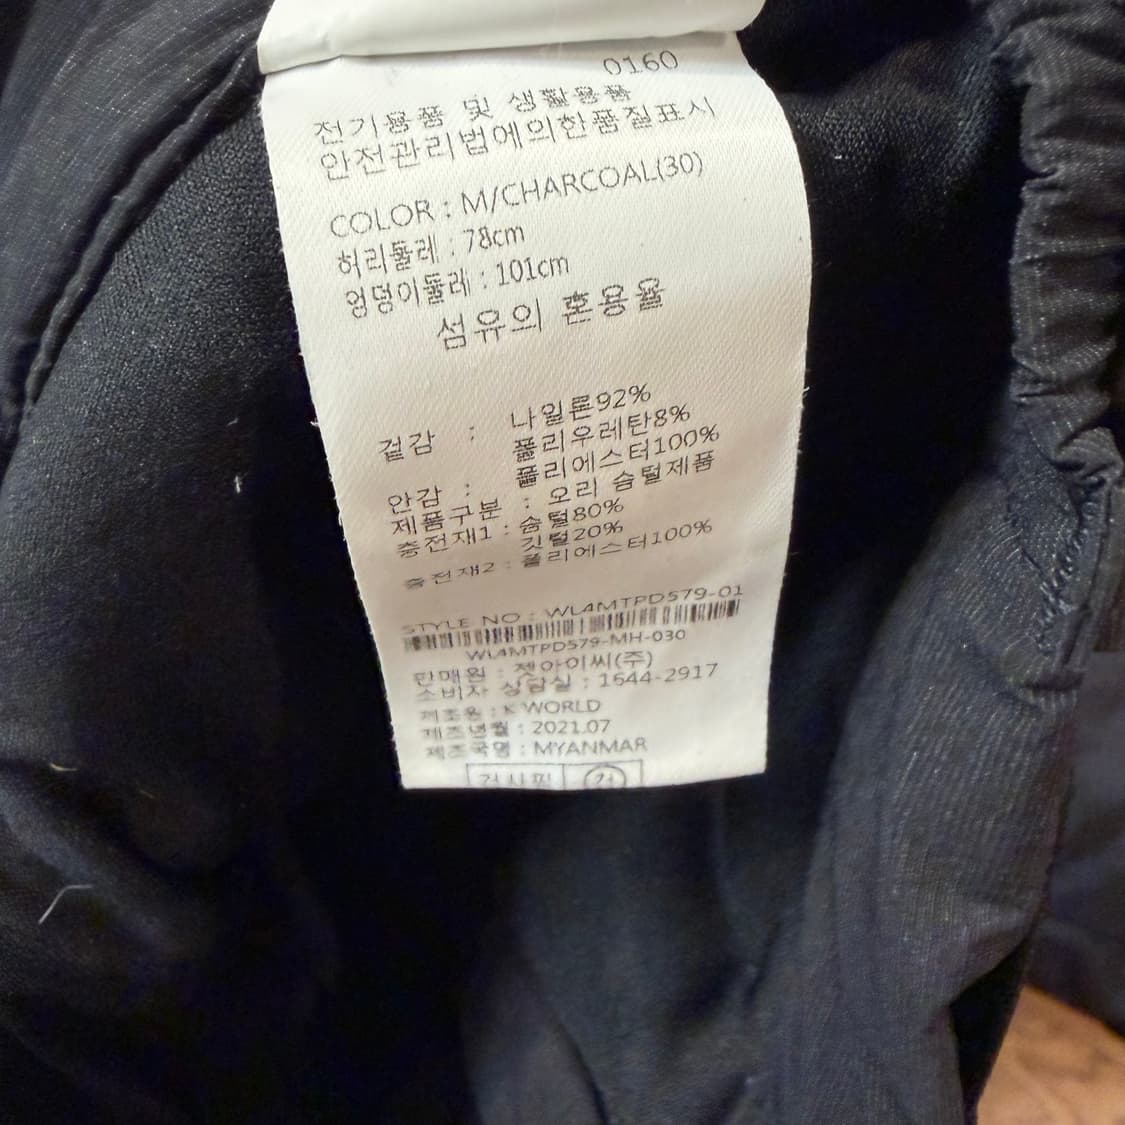 0160
전기용품 및 생활용품
안전관리법에의한품질표시
COLOR : M/CHARCOAL(30)
허리둘레 : 78cm
엉덩이둘레 : 101cm
섬유의 혼용율
겉감 : 나일론92%
폴리우레탄8%
안감 : 폴리에스터100%
제품구분 : 오리 솜털제품
충전재1 : 솜털80%
깃털20%
충전재2 : 폴리에스터100%
STYLE NO : WL4MTPD579-01
WL4MTPD579-MH-030
판매원 : 젯아이씨(주)
소비자 상담실 : 1644-2917
제조원 : K WORLD
제조년월 : 2021.07
제조국명 : MYANMAR
검사필 검